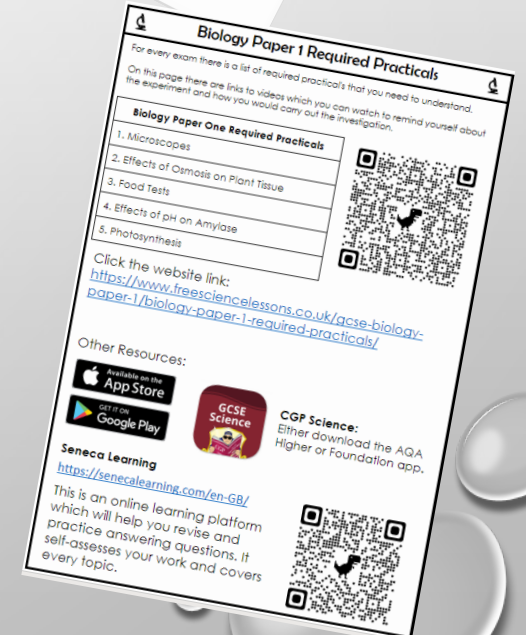 Biology Paper 1 Required Practicals
For every exam there is a list of required practical's that you need to understand.
On this page there are links to videos which you can watch to remind yourself about
the experiment and how you would carry out the investigation.
Biology Paper One Required Practicals
1. Microscopes
2. Effects of Osmosis on Plant Tissue
3. Food Tests
4. Effects of pH on Amylase
5. Photosynthesis
Click the website link:
https://www.freesciencelessons.co.uk/gcse-biology-
paper-1/biology-paper-1-required-practicals/
Other Resources:
Available on the
App Store
GET IT ON
Google Play
GCSE
Science
CGP Science:
Either download the AQA
Higher or Foundation app.
Seneca Learning
https://senecalearning.com/en-GB/
This is an online learning platform
which will help you revise and
practice answering questions. It
self-assesses your work and covers
every topic.